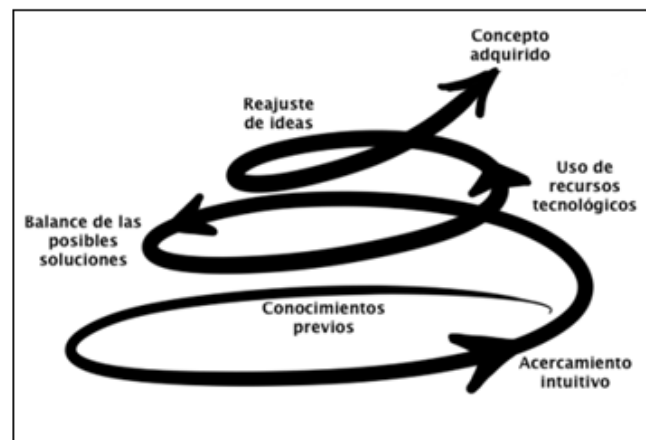 Concepto
adquirido
Reajuste
de ideas
Uso de
recursos
tecnológicos
Balance de las
posibles
soluciones
Conocimientos
previos
Acercamiento
intuitivo